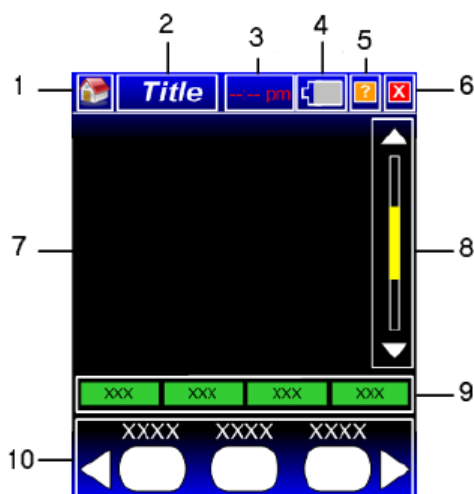 2 3 4 5
1 Title --:-- pm ? X 6
7 8
xxx xxx xxx xxx 9
XXXX XXXX XXXX
10